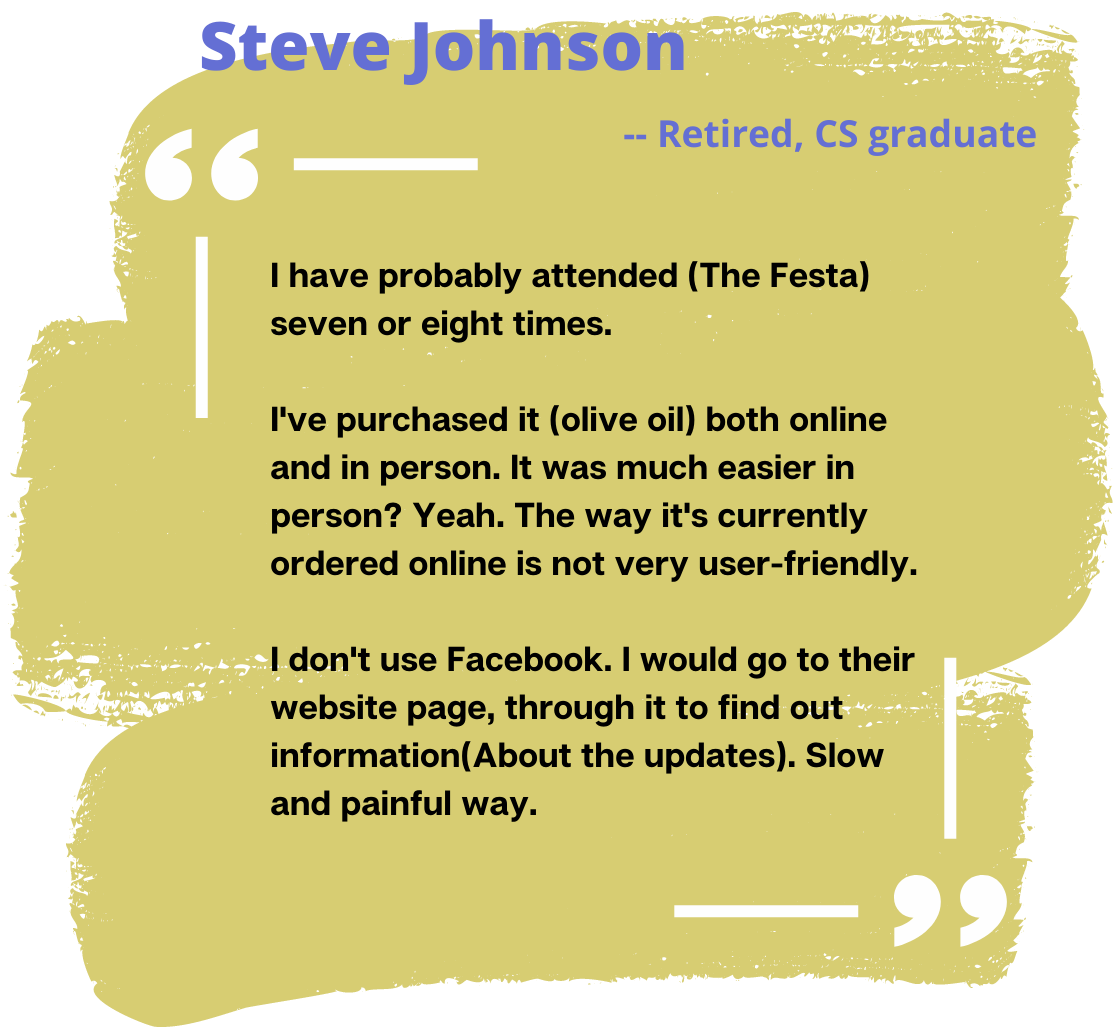 Steve Johnson
-- Retired, CS graduate
I have probably attended (The Festa)
seven or eight times.
I've purchased it (olive oil) both online
and in person. It was much easier in
person? Yeah. The way it's currently
ordered online is not very user-friendly.
I don't use Facebook. I would go to their
website page, through it to find out
information(About the updates). Slow
and painful way.